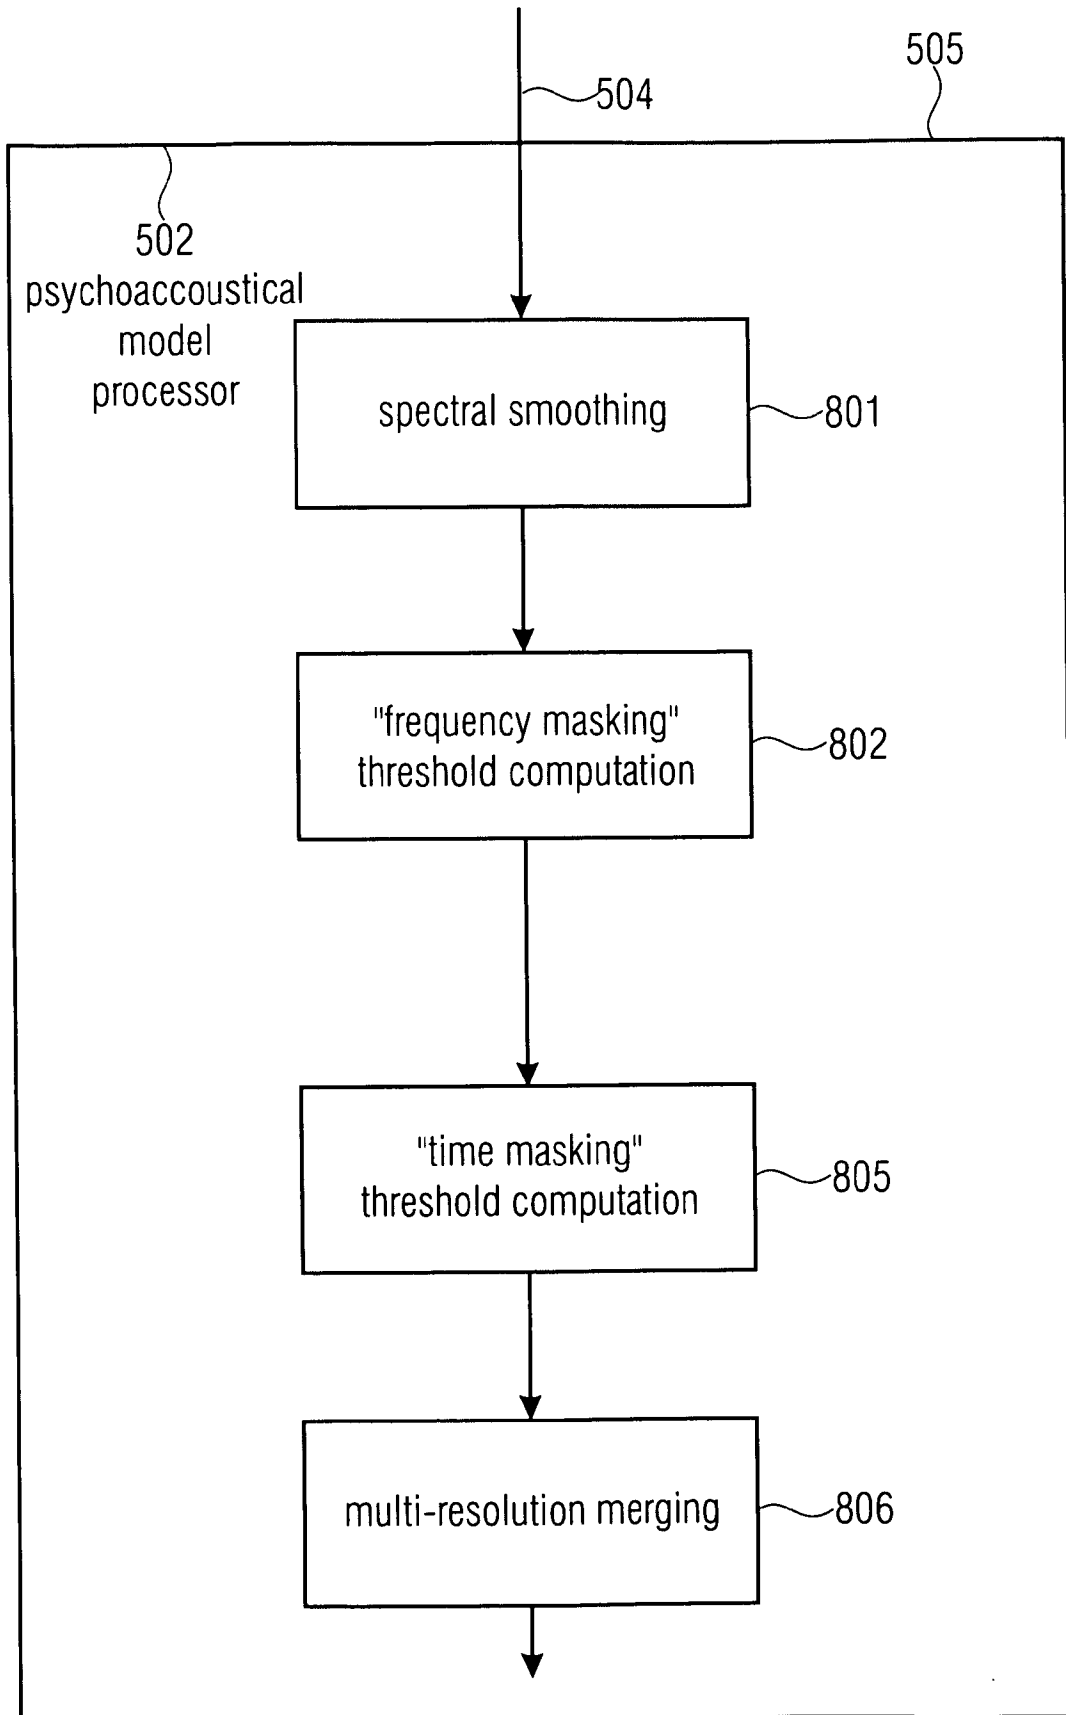 505
504
502
psychoaccoustical
model
processor
spectral smoothing
801
"frequency masking"
threshold computation
802
"time masking"
threshold computation
805
multi-resolution merging
806